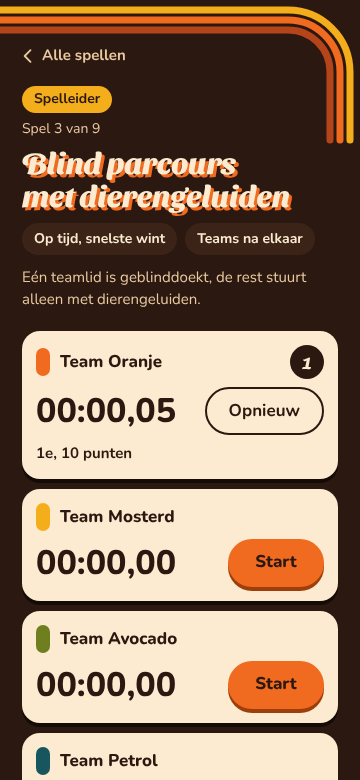 Alle spellen
Spelleider
Spel 3 van 9
Blind parcours
met dierengeluiden
Op tijd, snelste wint
Teams na elkaar
Eén teamlid is geblinddoekt, de rest stuurt
alleen met dierengeluiden.
Team Oranje
1
00:00,05
Opnieuw
1e, 10 punten
Team Mosterd
00:00,00
Start
Team Avocado
00:00,00
Start
Team Petrol